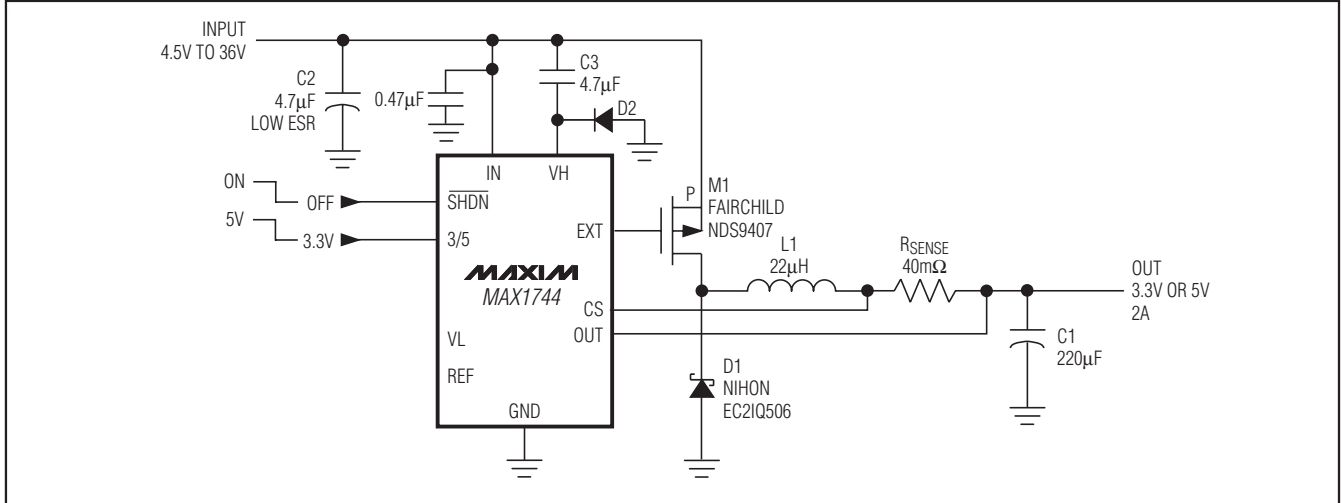 INPUT
4.5V TO 36V
C2
4.7µF
LOW ESR
0.47µF
C3
4.7µF
D2
IN
VH
ON
OFF
SHDN
5V
3.3V
3/5
EXT
P
M1
FAIRCHILD
NDS9407
MAXIM
MAX1744
L1
22µH
RSENSE
40mΩ
OUT
3.3V OR 5V
2A
CS
OUT
VL
REF
GND
D1
NIHON
EC2IQ506
C1
220µF